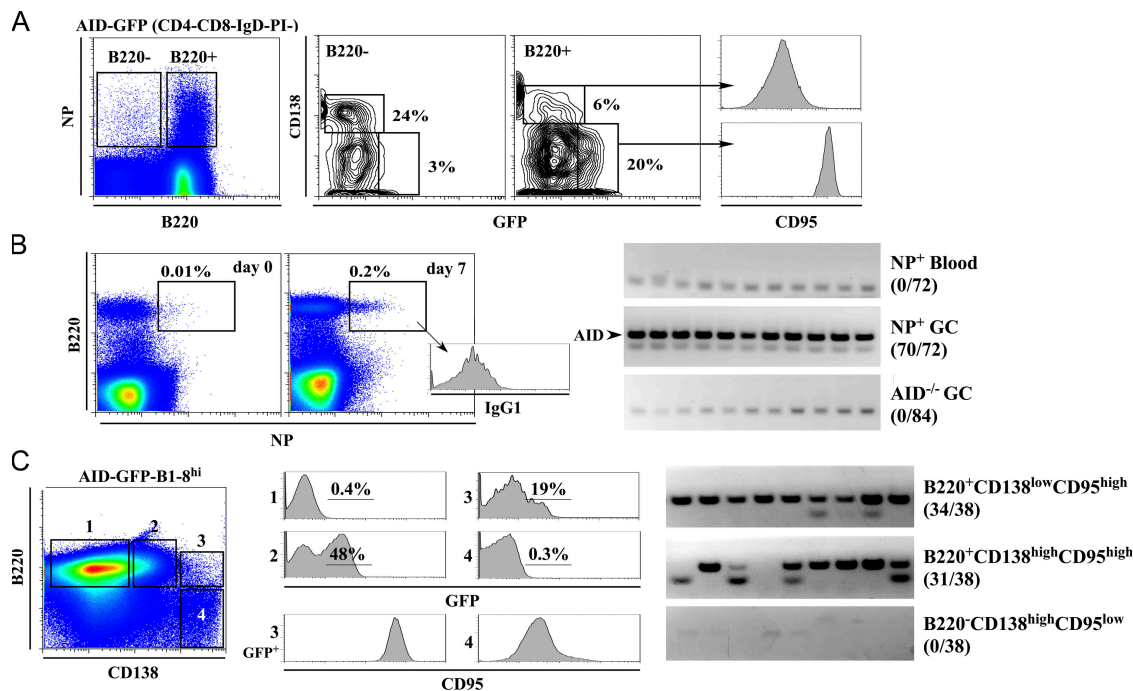 A
AID-GFP (CD4-CD8-IgD-PI-)
B220-
B220+
NP
B220
CD138
B220-
24%
3%
B220+
6%
20%
GFP
CD95
B
B220
0.01%
day 0
0.2%
day 7
IgG1
NP
AID
NP+ Blood
(0/72)
NP+ GC
(70/72)
AID-/- GC
(0/84)
C
AID-GFP-B1-8hi
B220
1
2
3
4
CD138
1
0.4%
3
19%
2
48%
4
0.3%
GFP
3
GFP+
4
CD95
B220+CD138lowCD95high
(34/38)
B220+CD138highCD95high
(31/38)
B220-CD138highCD95low
(0/38)